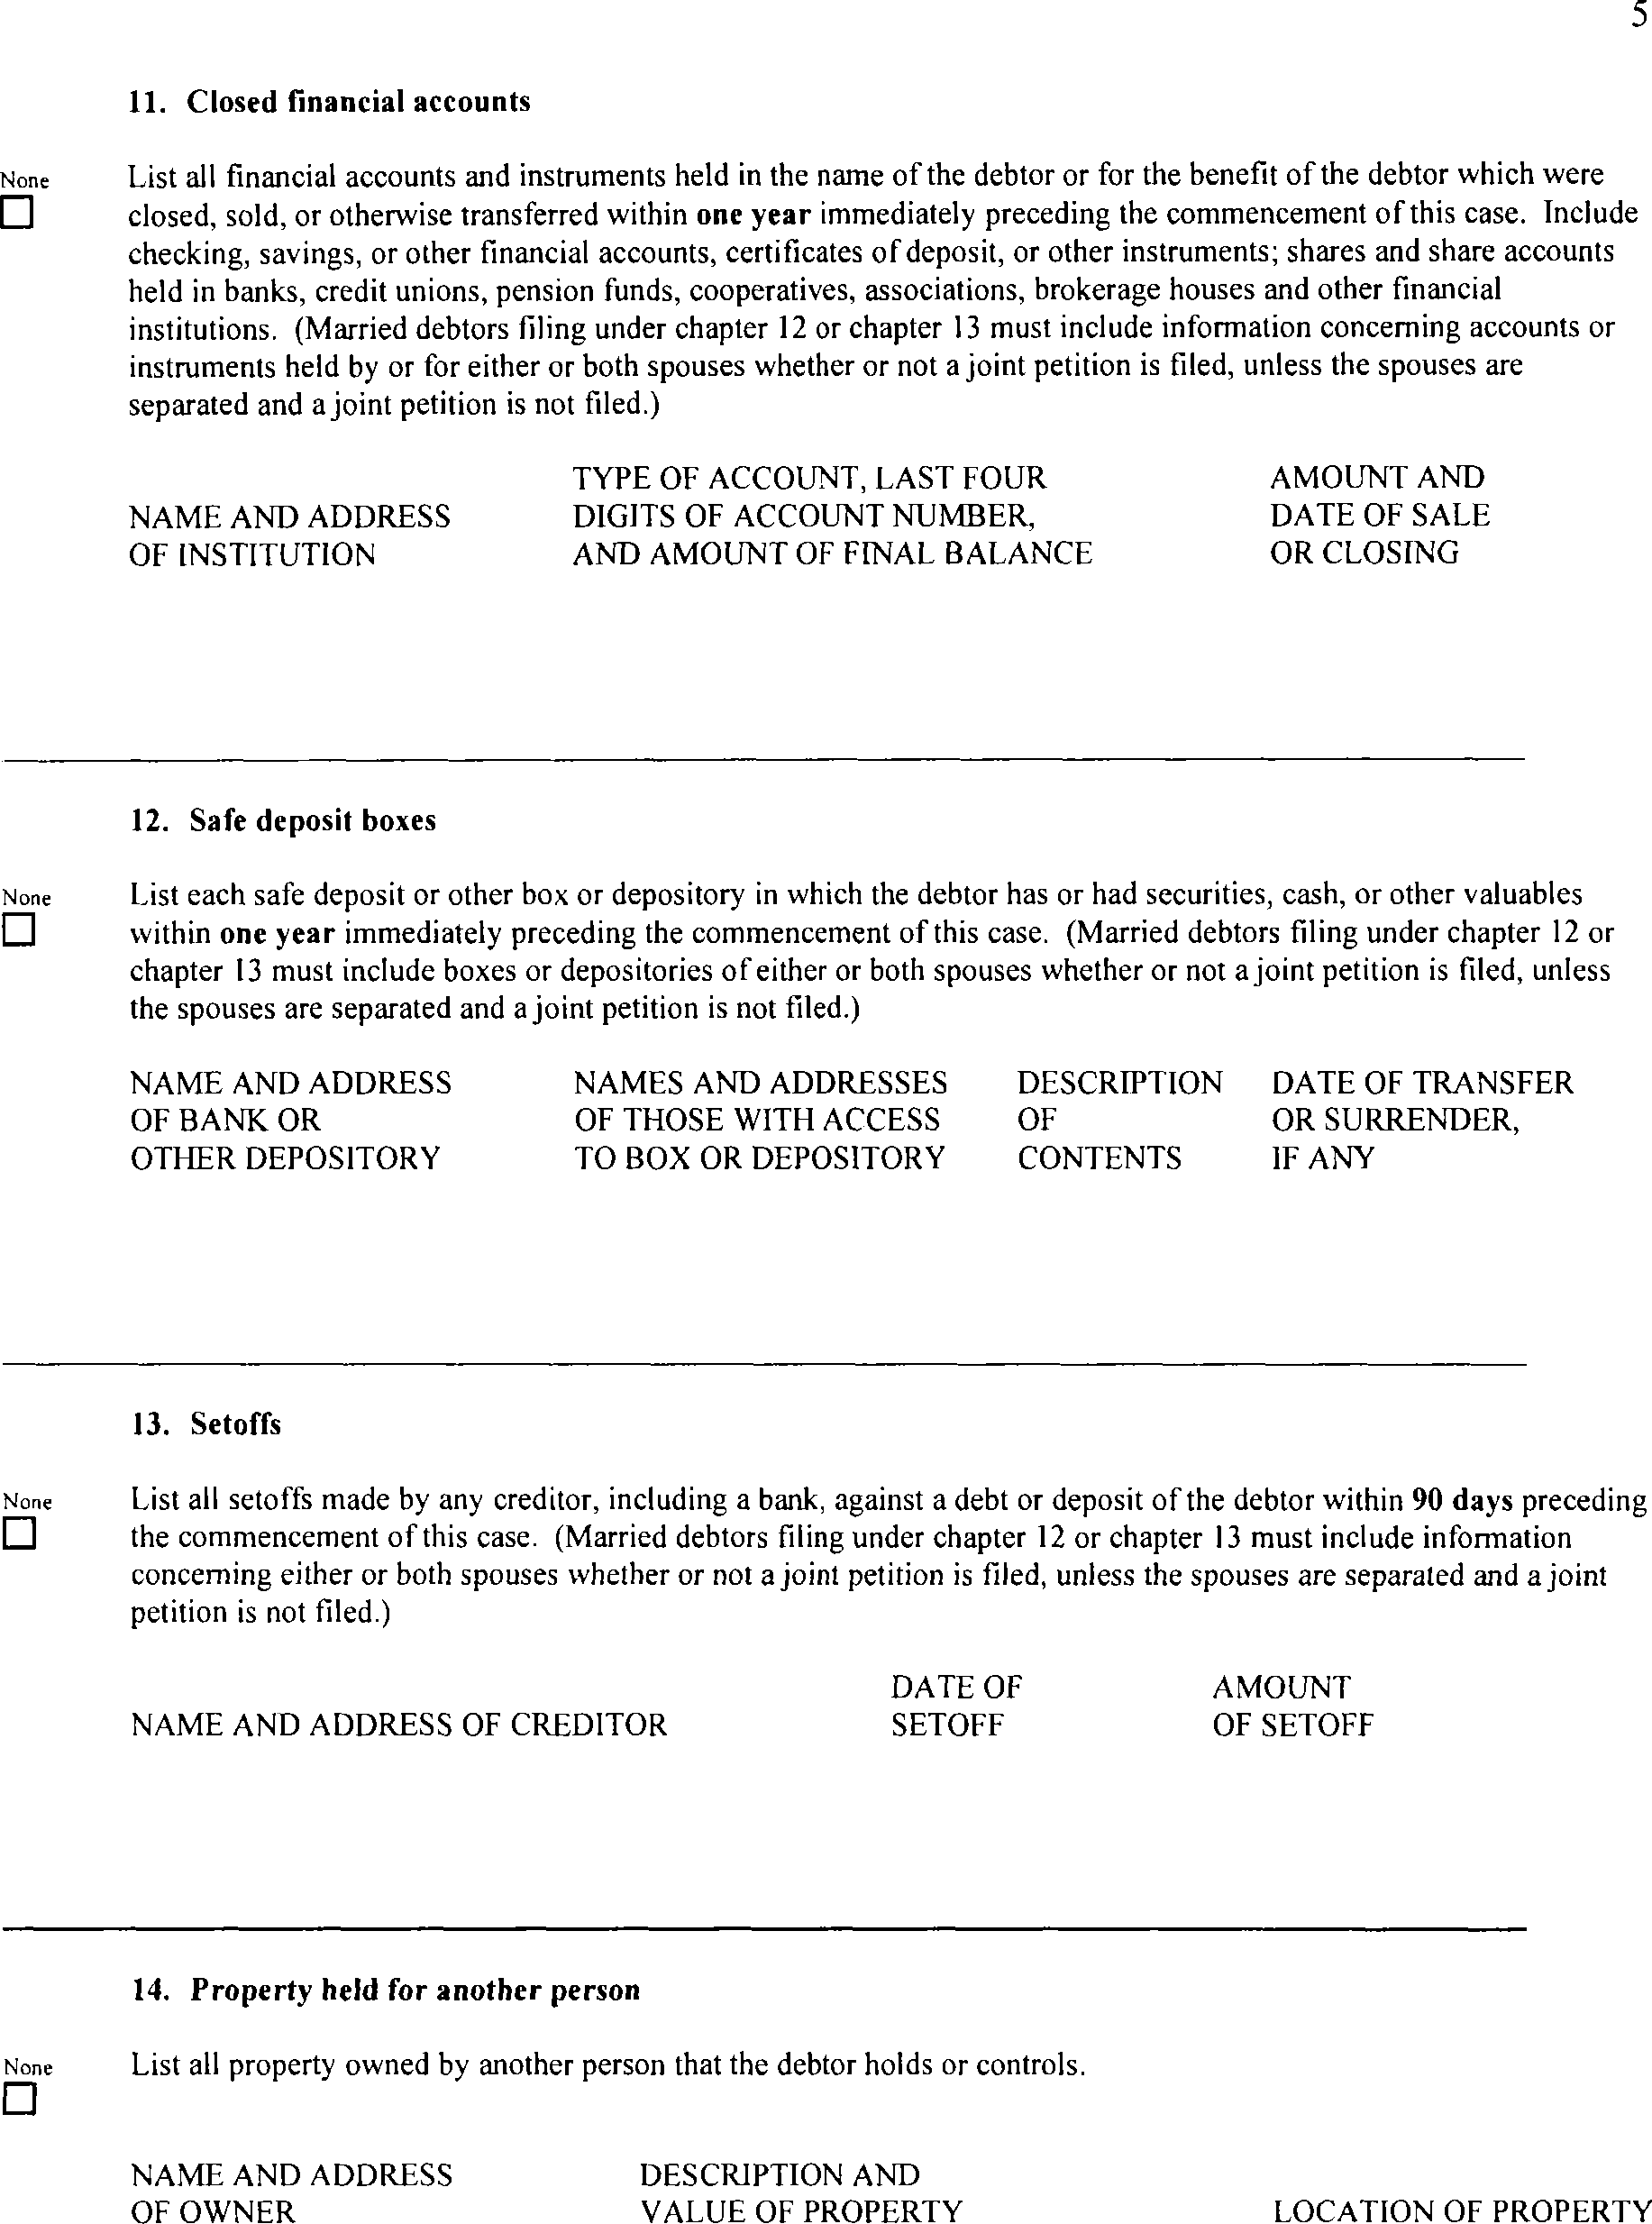 5
11. Closed financial accounts
None
List all financial accounts and instruments held in the name of the debtor or for the benefit of the debtor which were
closed, sold, or otherwise transferred within one year immediately preceding the commencement of this case. Include
checking, savings, or other financial accounts, certificates of deposit, or other instruments; shares and share accounts
held in banks, credit unions, pension funds, cooperatives, associations, brokerage houses and other financial
institutions. (Married debtors filing under chapter 12 or chapter 13 must include information concerning accounts or
instruments held by or for either or both spouses whether or not a joint petition is filed, unless the spouses are
separated and a joint petition is not filed.)
NAME AND ADDRESS
OF INSTITUTION
TYPE OF ACCOUNT, LAST FOUR
DIGITS OF ACCOUNT NUMBER,
AND AMOUNT OF FINAL BALANCE
AMOUNT AND
DATE OF SALE
OR CLOSING
12. Safe deposit boxes
None
List each safe deposit or other box or depository in which the debtor has or had securities, cash, or other valuables
within one year immediately preceding the commencement of this case. (Married debtors filing under chapter 12 or
chapter 13 must include boxes or depositories of either or both spouses whether or not a joint petition is filed, unless
the spouses are separated and a joint petition is not filed.)
NAME AND ADDRESS
OF BANK OR
OTHER DEPOSITORY
NAMES AND ADDRESSES
OF THOSE WITH ACCESS
TO BOX OR DEPOSITORY
DESCRIPTION
OF
CONTENTS
DATE OF TRANSFER
OR SURRENDER,
IF ANY
13. Setoffs
None
List all setoffs made by any creditor, including a bank, against a debt or deposit of the debtor within 90 days preceding
the commencement of this case. (Married debtors filing under chapter 12 or chapter 13 must include information
concerning either or both spouses whether or not a joint petition is filed, unless the spouses are separated and a joint
petition is not filed.)
NAME AND ADDRESS OF CREDITOR
DATE OF
SETOFF
AMOUNT
OF SETOFF
14. Property held for another person
None
List all property owned by another person that the debtor holds or controls.
NAME AND ADDRESS
OF OWNER
DESCRIPTION AND
VALUE OF PROPERTY
LOCATION OF PROPERTY